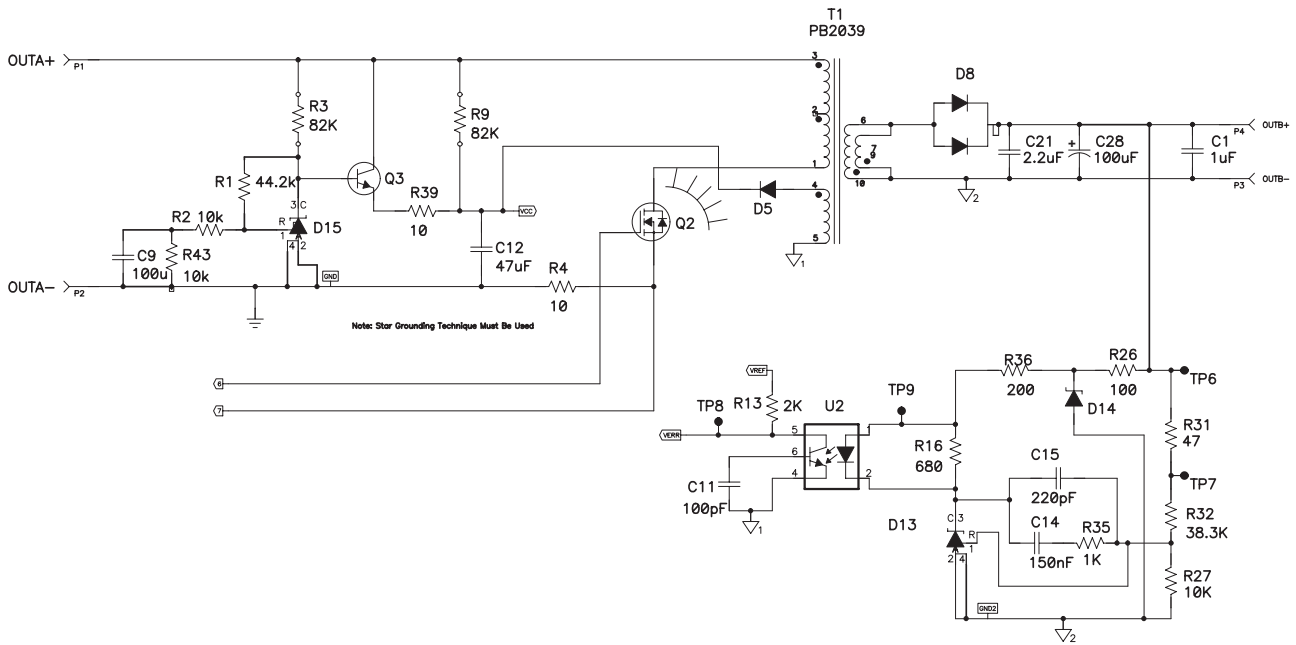 T1
PB2039
OUTA+
P1
3
D8
R3
82K
R9
82K
2
6
P4
OUTB+
C21
2.2uF
+
C28
100uF
C1
1uF
7
9
R1
44.2k
Q3
1
10
P3
OUTB-
R39
10
VCC
D5
4
2
R2 10k
3 C
R
D15
1
4 2
Q2
C9
100u
R43
10k
C12
47uF
5
1
OUTA-
P2
GND
R4
10
Note: Star Grounding Technique Must Be Used
6
7
VREF
R13
2K
TP8
U2
TP9
R36
200
R26
100
TP6
D14
VERR
5
1
R31
47
6
R16
680
4
2
C15
220pF
TP7
C11
100pF
1
D13
C 3
R
1
2 4
C14
150nF
R35
1K
R32
38.3K
R27
10K
GND2
2